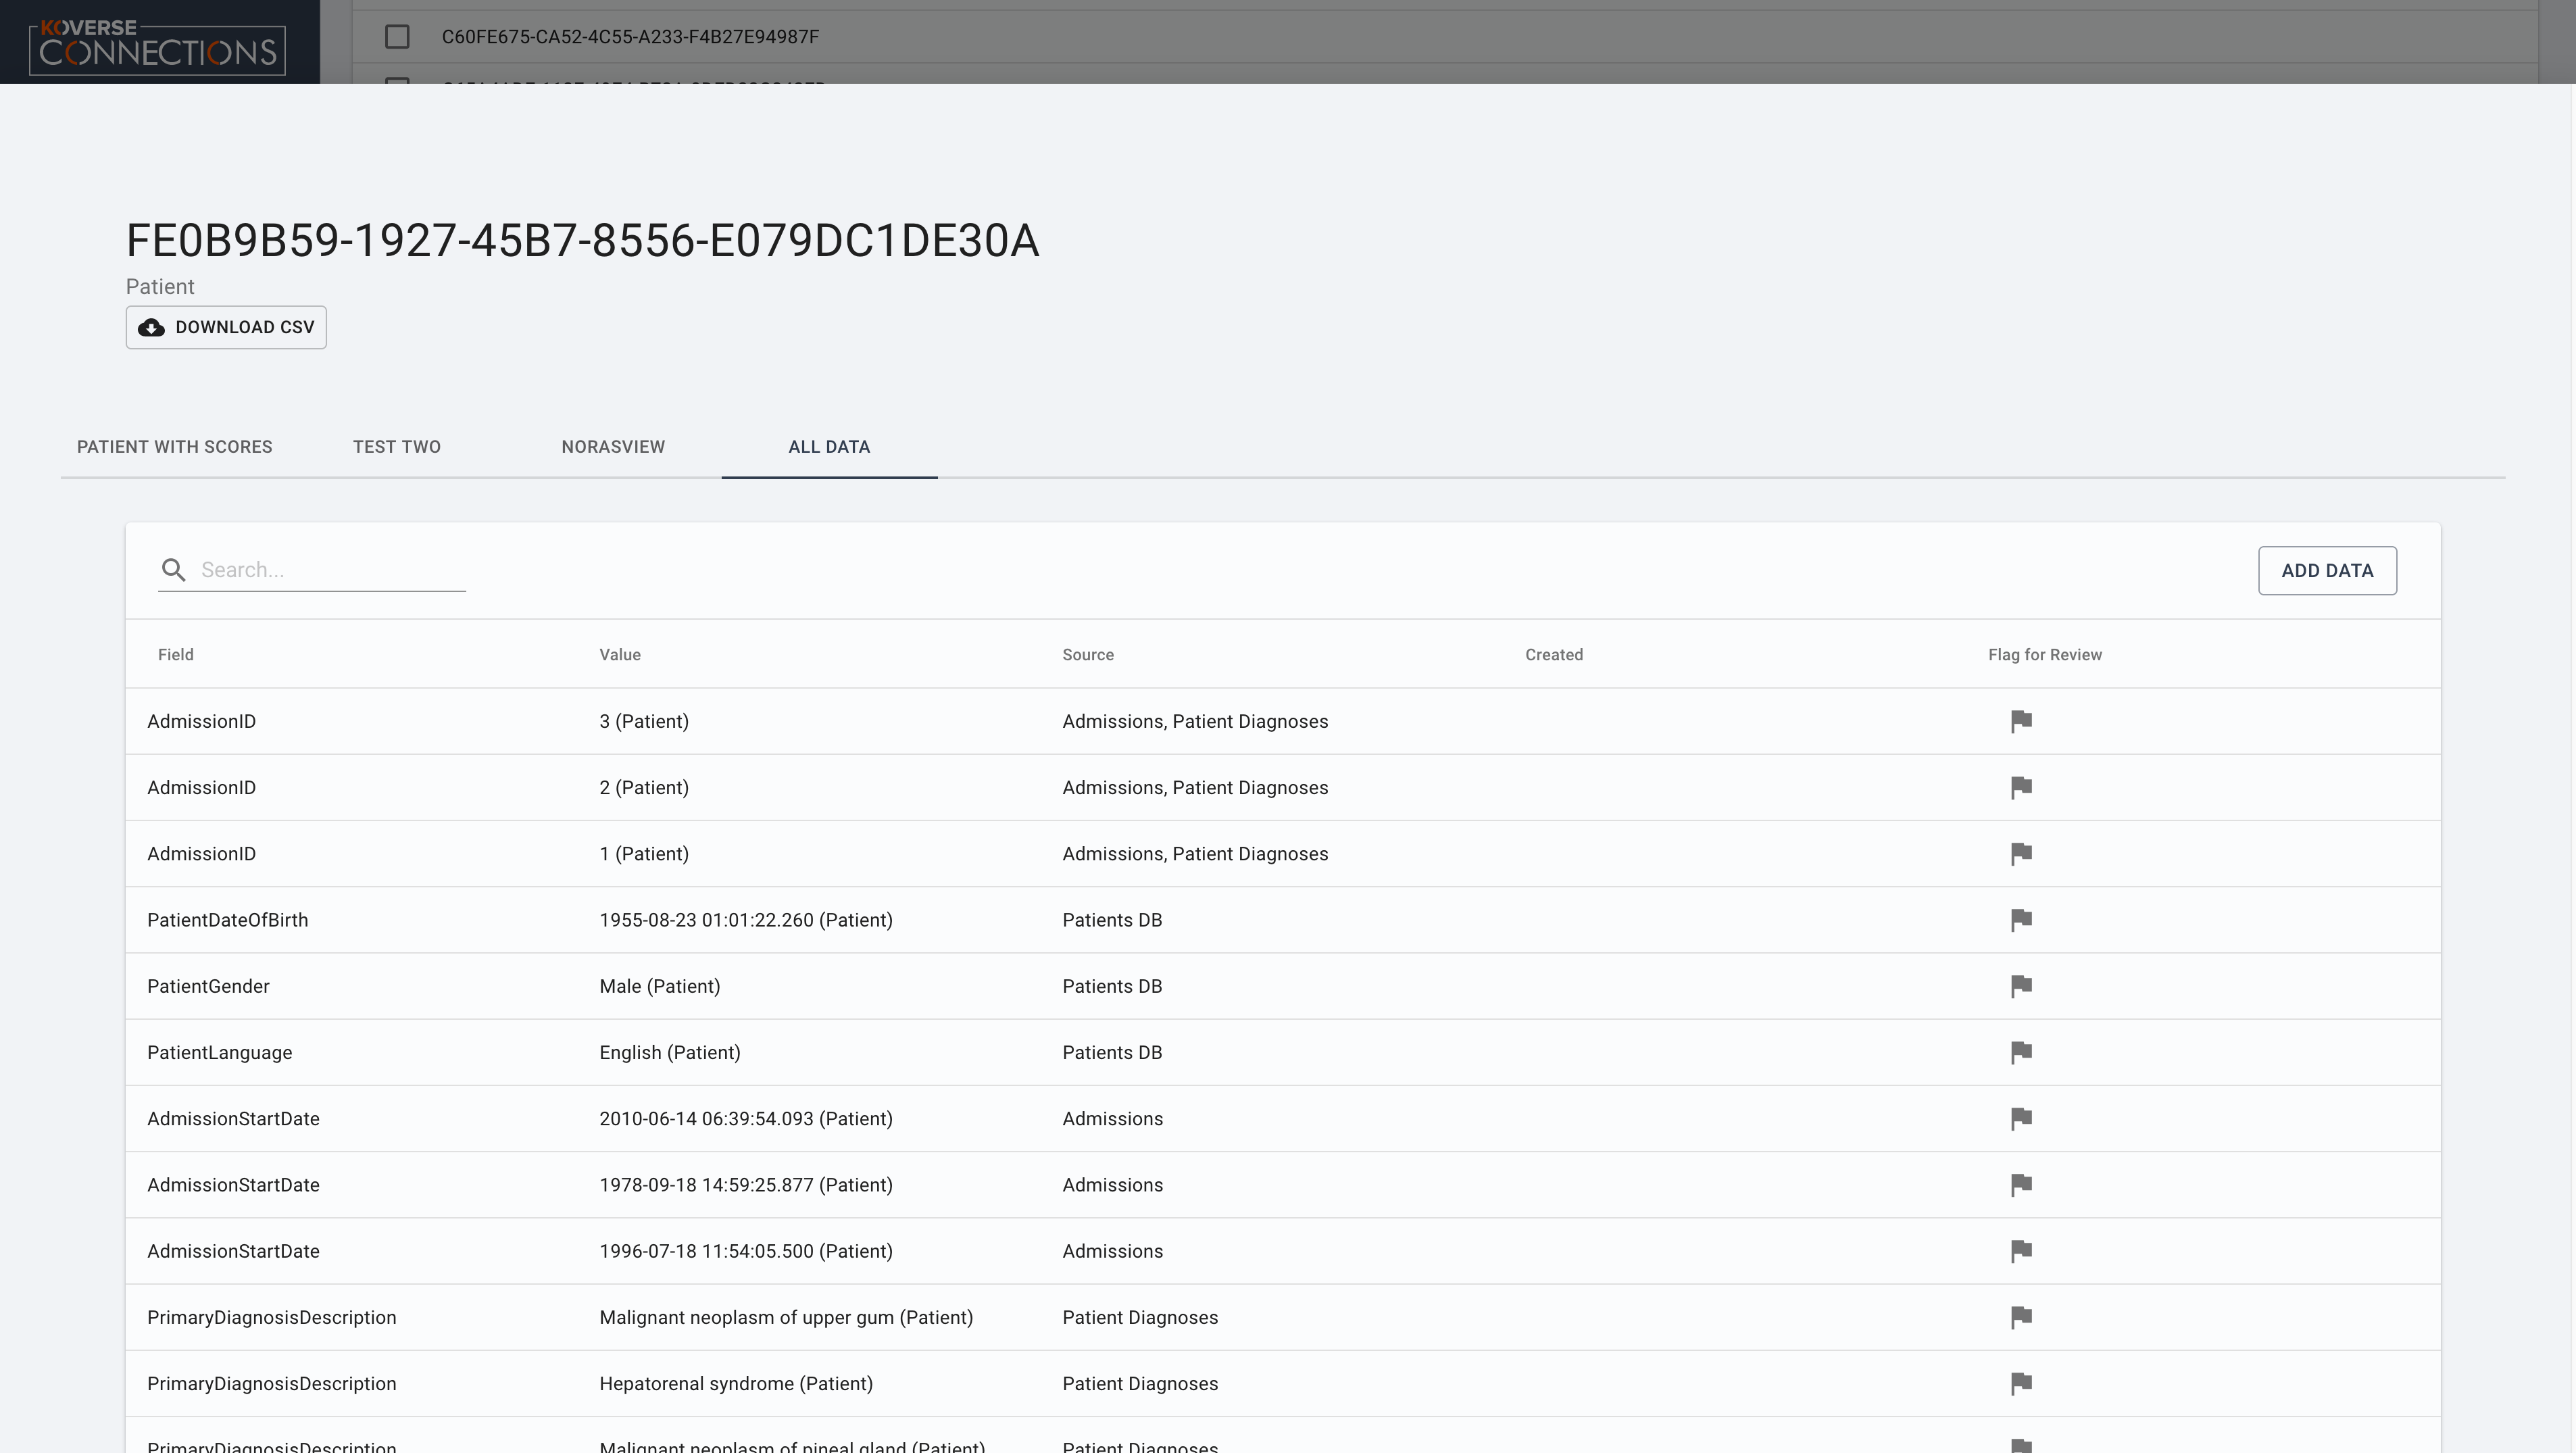 KOVERSE
CONNECTIONS
C60FE675-CA52-4C55-A233-F4B27E94987F
FE0B9B59-1927-45B7-8556-E079DC1DE30A
Patient
DOWNLOAD CSV
PATIENT WITH SCORES TEST TWO NORASVIEW ALL DATA
Search... ADD DATA
Field Value Source Created Flag for Review
AdmissionID 3 (Patient) Admissions, Patient Diagnoses
AdmissionID 2 (Patient) Admissions, Patient Diagnoses
AdmissionID 1 (Patient) Admissions, Patient Diagnoses
PatientDateOfBirth 1955-08-23 01:01:22.260 (Patient) Patients DB
PatientGender Male (Patient) Patients DB
PatientLanguage English (Patient) Patients DB
AdmissionStartDate 2010-06-14 06:39:54.093 (Patient) Admissions
AdmissionStartDate 1978-09-18 14:59:25.877 (Patient) Admissions
AdmissionStartDate 1996-07-18 11:54:05.500 (Patient) Admissions
PrimaryDiagnosisDescription Malignant neoplasm of upper gum (Patient) Patient Diagnoses
PrimaryDiagnosisDescription Hepatorenal syndrome (Patient) Patient Diagnoses
PrimaryDiagnosisDescription Malignant neoplasm of pineal gland (Patient) Patient Diagnoses